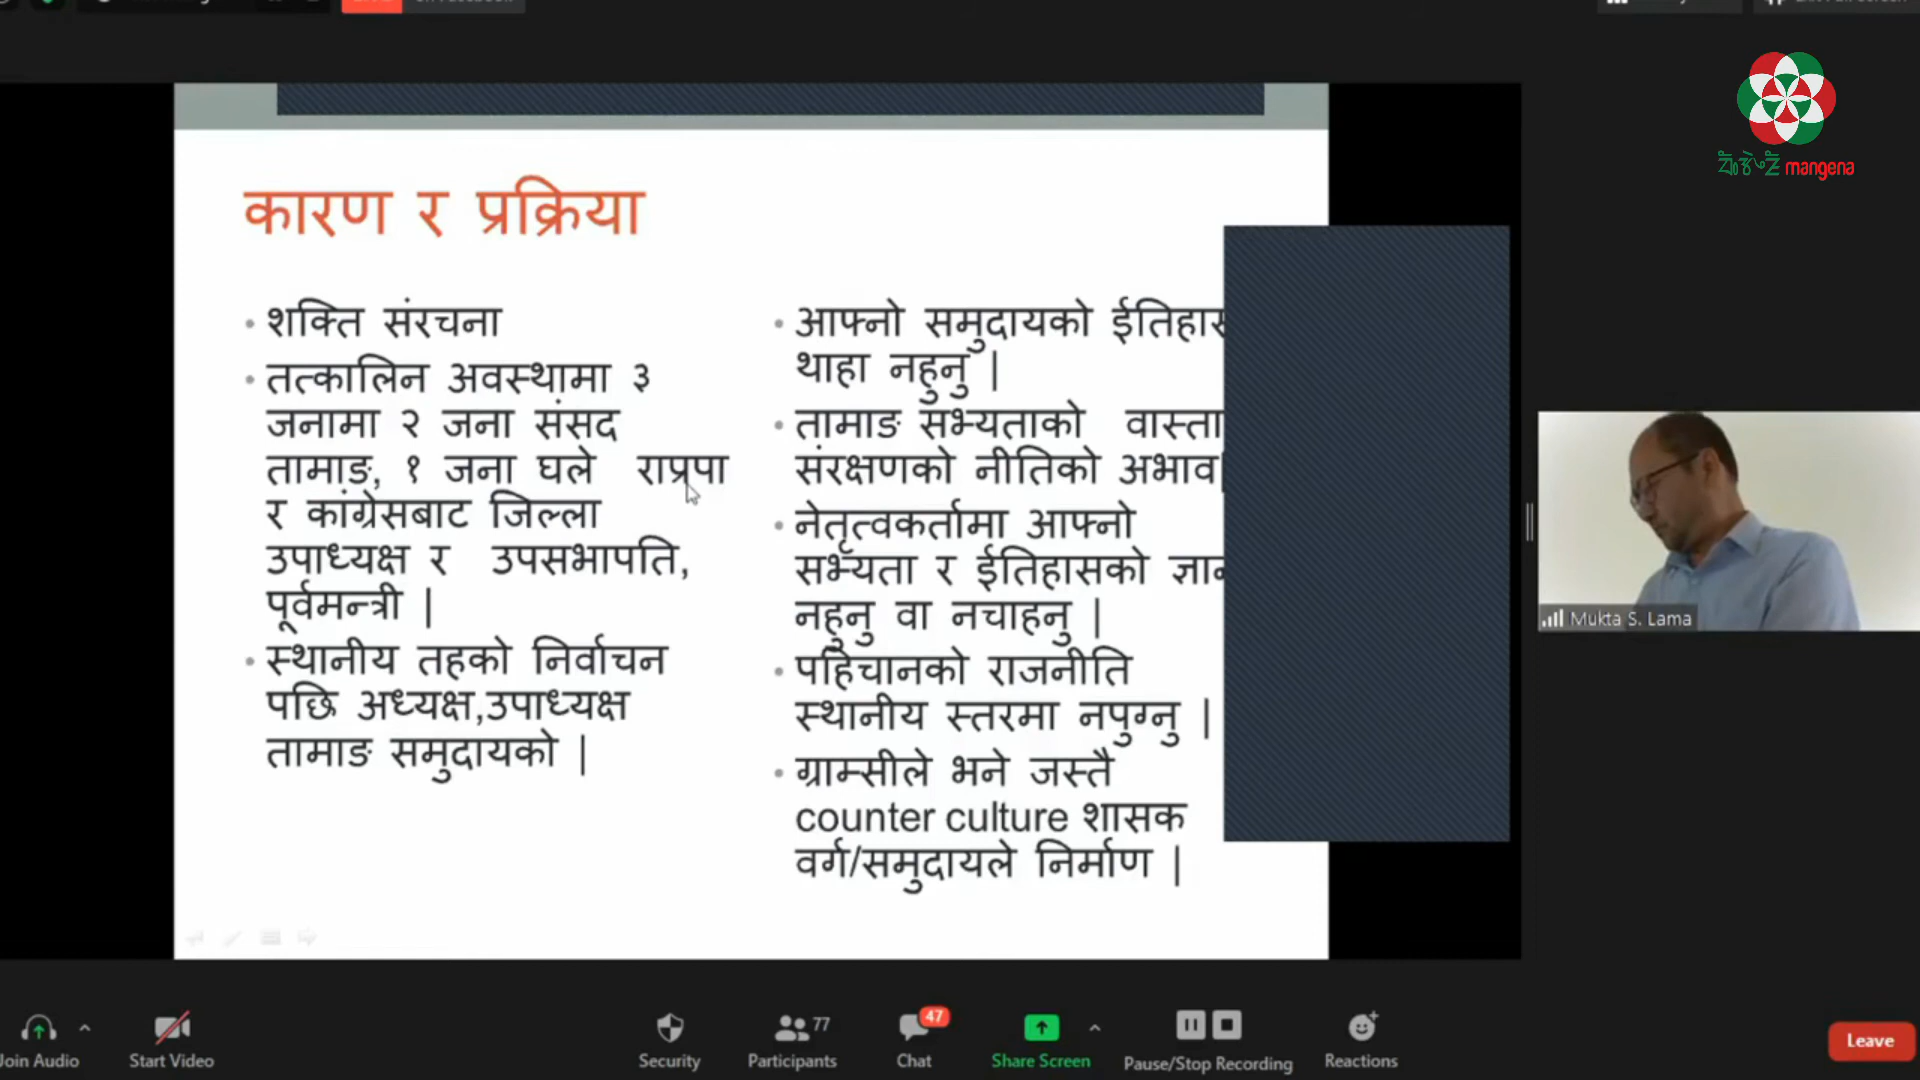 mangena
कारण र प्रक्रिया
• शक्ति संरचना
• तत्कालिन अवस्थामा ३
जनामा २ जना संसद
तामाङ, १ जना घले राप्रपा
र कांग्रेसबाट जिल्ला
उपाध्यक्ष र उपसभापति,
पूर्वमन्त्री |
• स्थानीय तहको निर्वाचन
पछि अध्यक्ष,उपाध्यक्ष
तामाङ समुदायको |
• आफ्नो समुदायको
थाहा नहुनु |
• तामाङ सभ्यताको
संरक्षणको नीतिको अभाव
• नेतृत्वकर्तामा आफ्नो
सभ्यता र ईतिहासको
नहुनु वा नचाहनु |
• पहिचानको राजनीति
स्थानीय स्तरमा नपुग्नु |
• ग्राम्सीले भने जस्तै
counter culture शासक
वर्ग/समुदायले निर्माण |
Mukta S. Lama
Join Audio
Start Video
Security
77
Participants
47
Chat
Share Screen
Pause/Stop Recording
Reactions
Leave